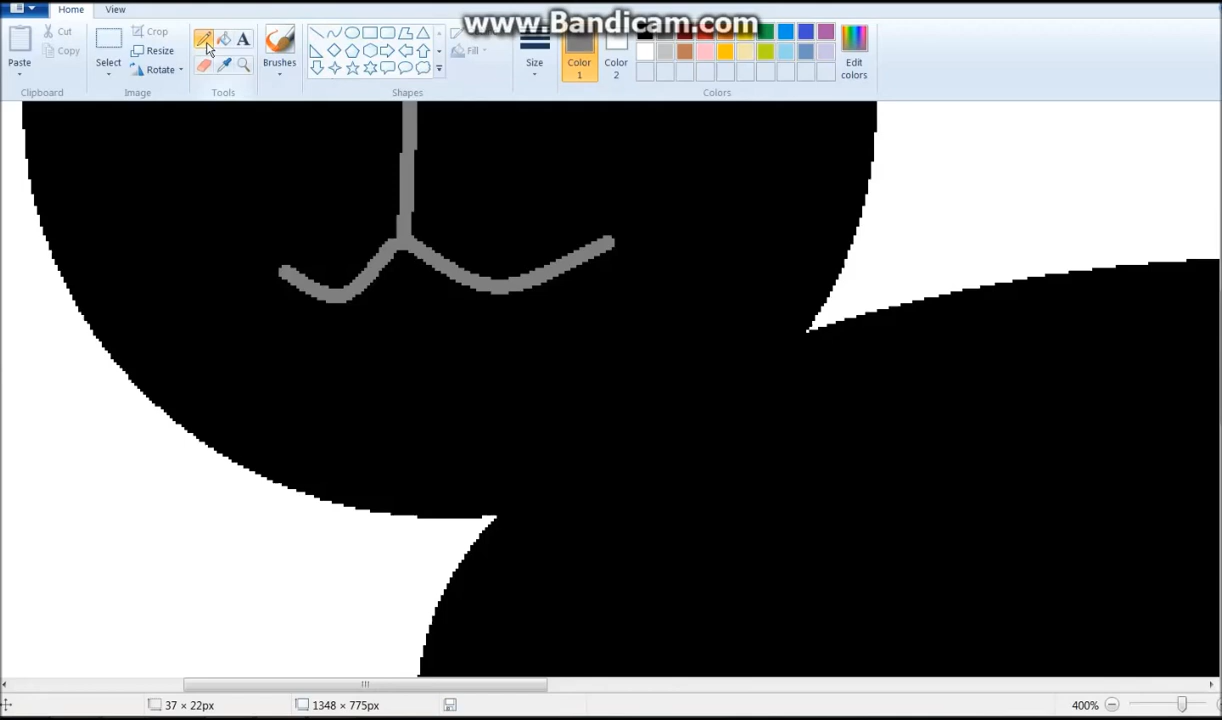 Home View
www.Bandicam.com
Paste
Cut
Copy
Clipboard
Select
Crop
Resize
Rotate
Image
A
Tools
Brushes
Shapes
Fill
Size
Color 1
Color 2
Edit colors
Colors
37 × 22px
1348 × 775px
400%